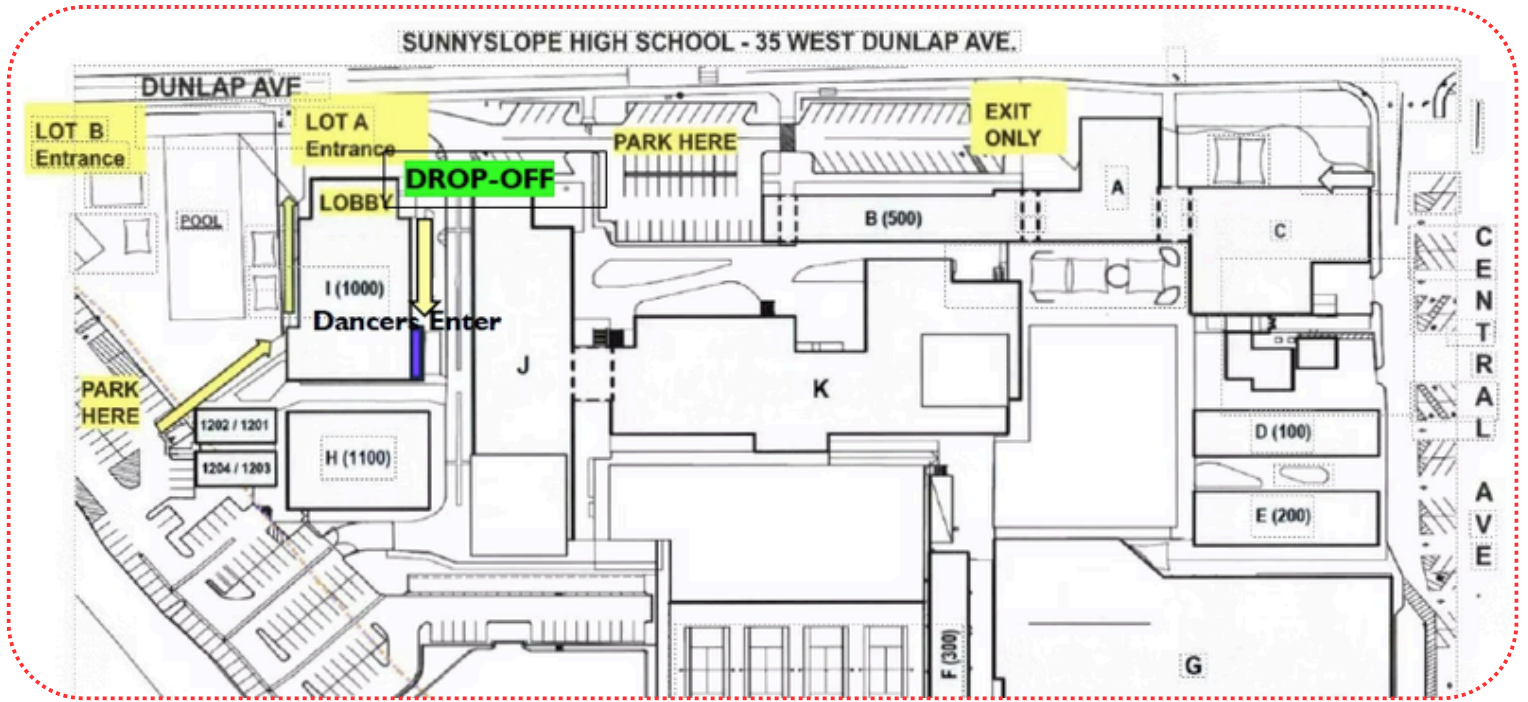 SUNNYSLOPE HIGH SCHOOL - 35 WEST DUNLAP AVE.
DUNLAP AVE
LOT B
Entrance
LOT A
Entrance
PARK HERE
EXIT
ONLY
DROP-OFF
LOBBY
POOL
A
B (500)
C
I (1000)
Dancers Enter
J
K
PARK
HERE
1202 / 1201
1204 / 1203
H (1100)
D (100)
E (200)
F (300)
G
CENTRAL AVE